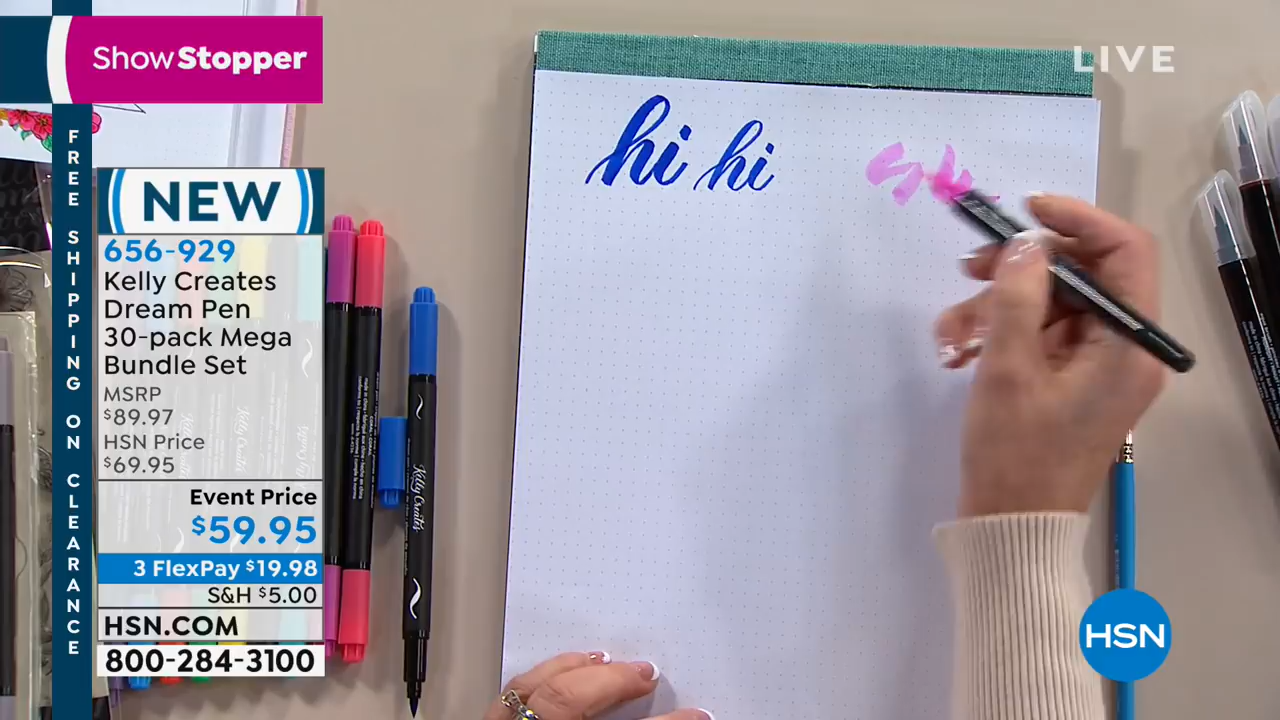 ShowStopper
LIVE
FREE SHIPPING ON CLEARANCE
NEW
656-929
Kelly Creates
Dream Pen
30-pack Mega
Bundle Set
MSRP
$89.97
HSN Price
$69.95
Event Price
$59.95
3 FlexPay $19.98
S&H $5.00
HSN.COM
800-284-3100
hi hi
Kelly Creates
HSN